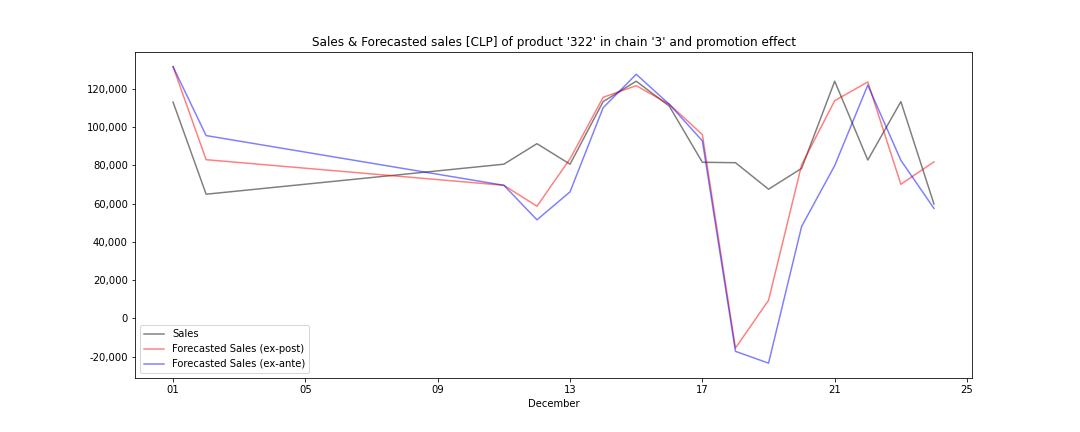 Sales & Forecasted sales [CLP] of product '322' in chain '3' and promotion effect
120,000
100,000
80,000
60,000
40,000
20,000
0
-20,000
Sales
Forecasted Sales (ex-post)
Forecasted Sales (ex-ante)
01 05 09 13 17 21 25
December